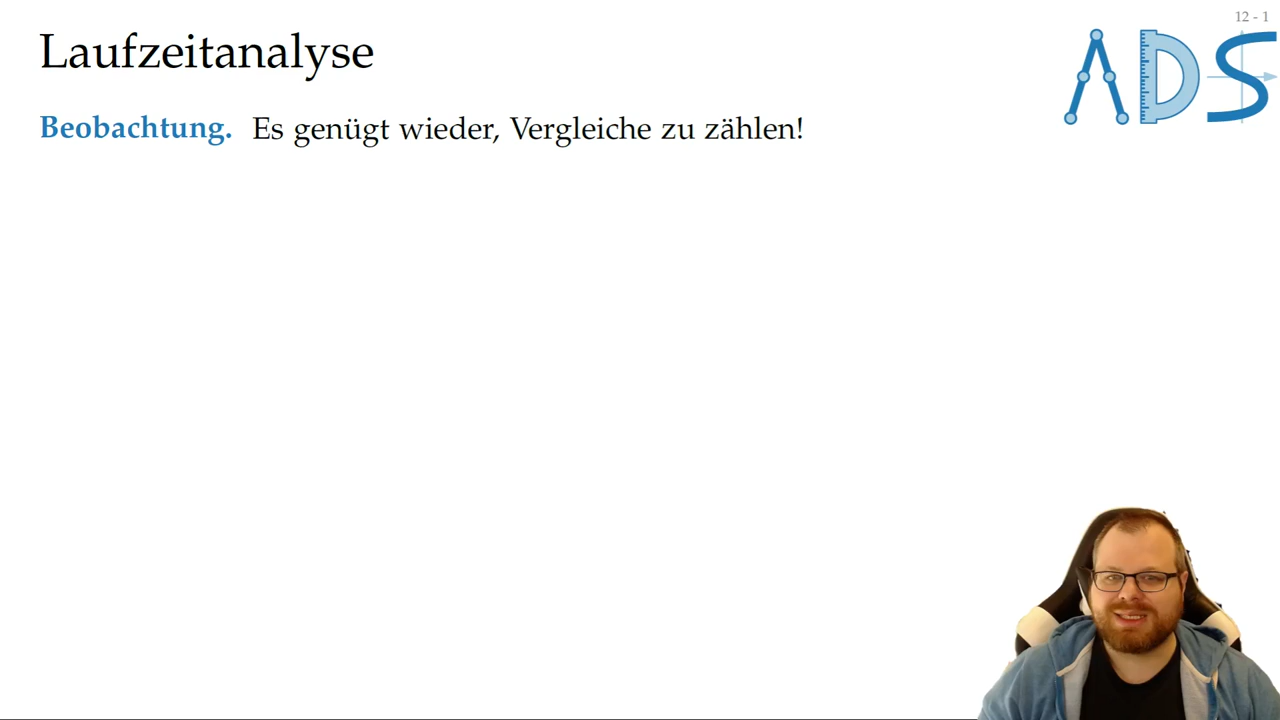 12 - 1
Laufzeitanalyse
ADS
Beobachtung. Es genügt wieder, Vergleiche zu zählen!